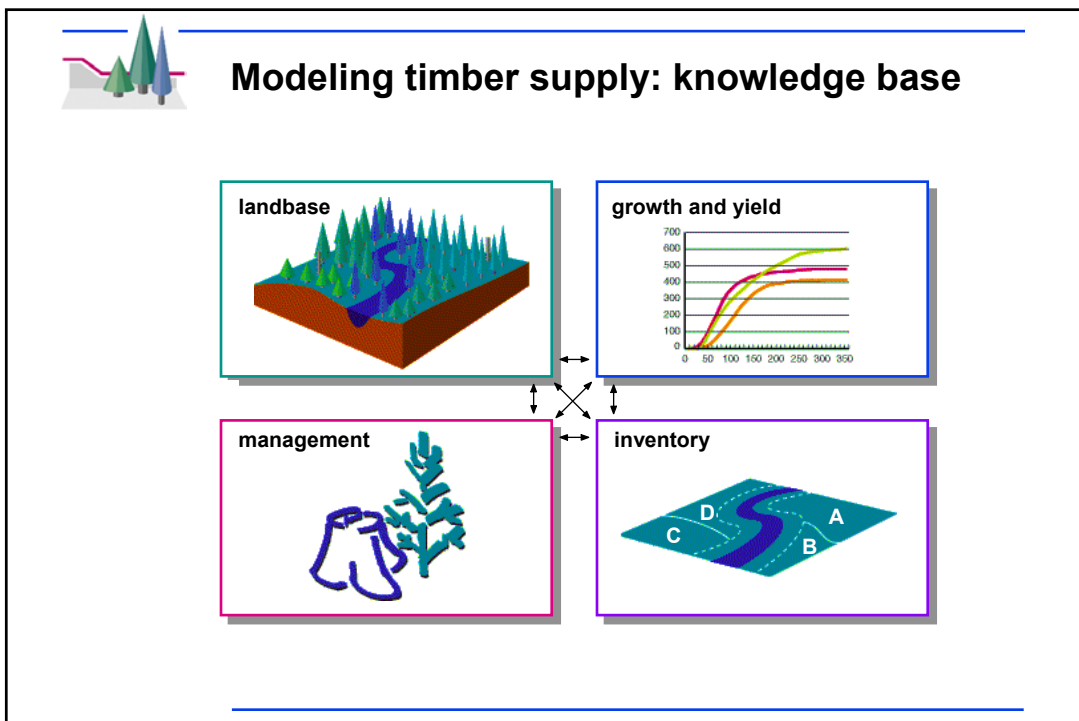 Modeling timber supply: knowledge base
landbase
growth and yield
700
600
500
400
300
200
100
0
0 50 100 150 200 250 300 350
management
inventory
D
A
C
B